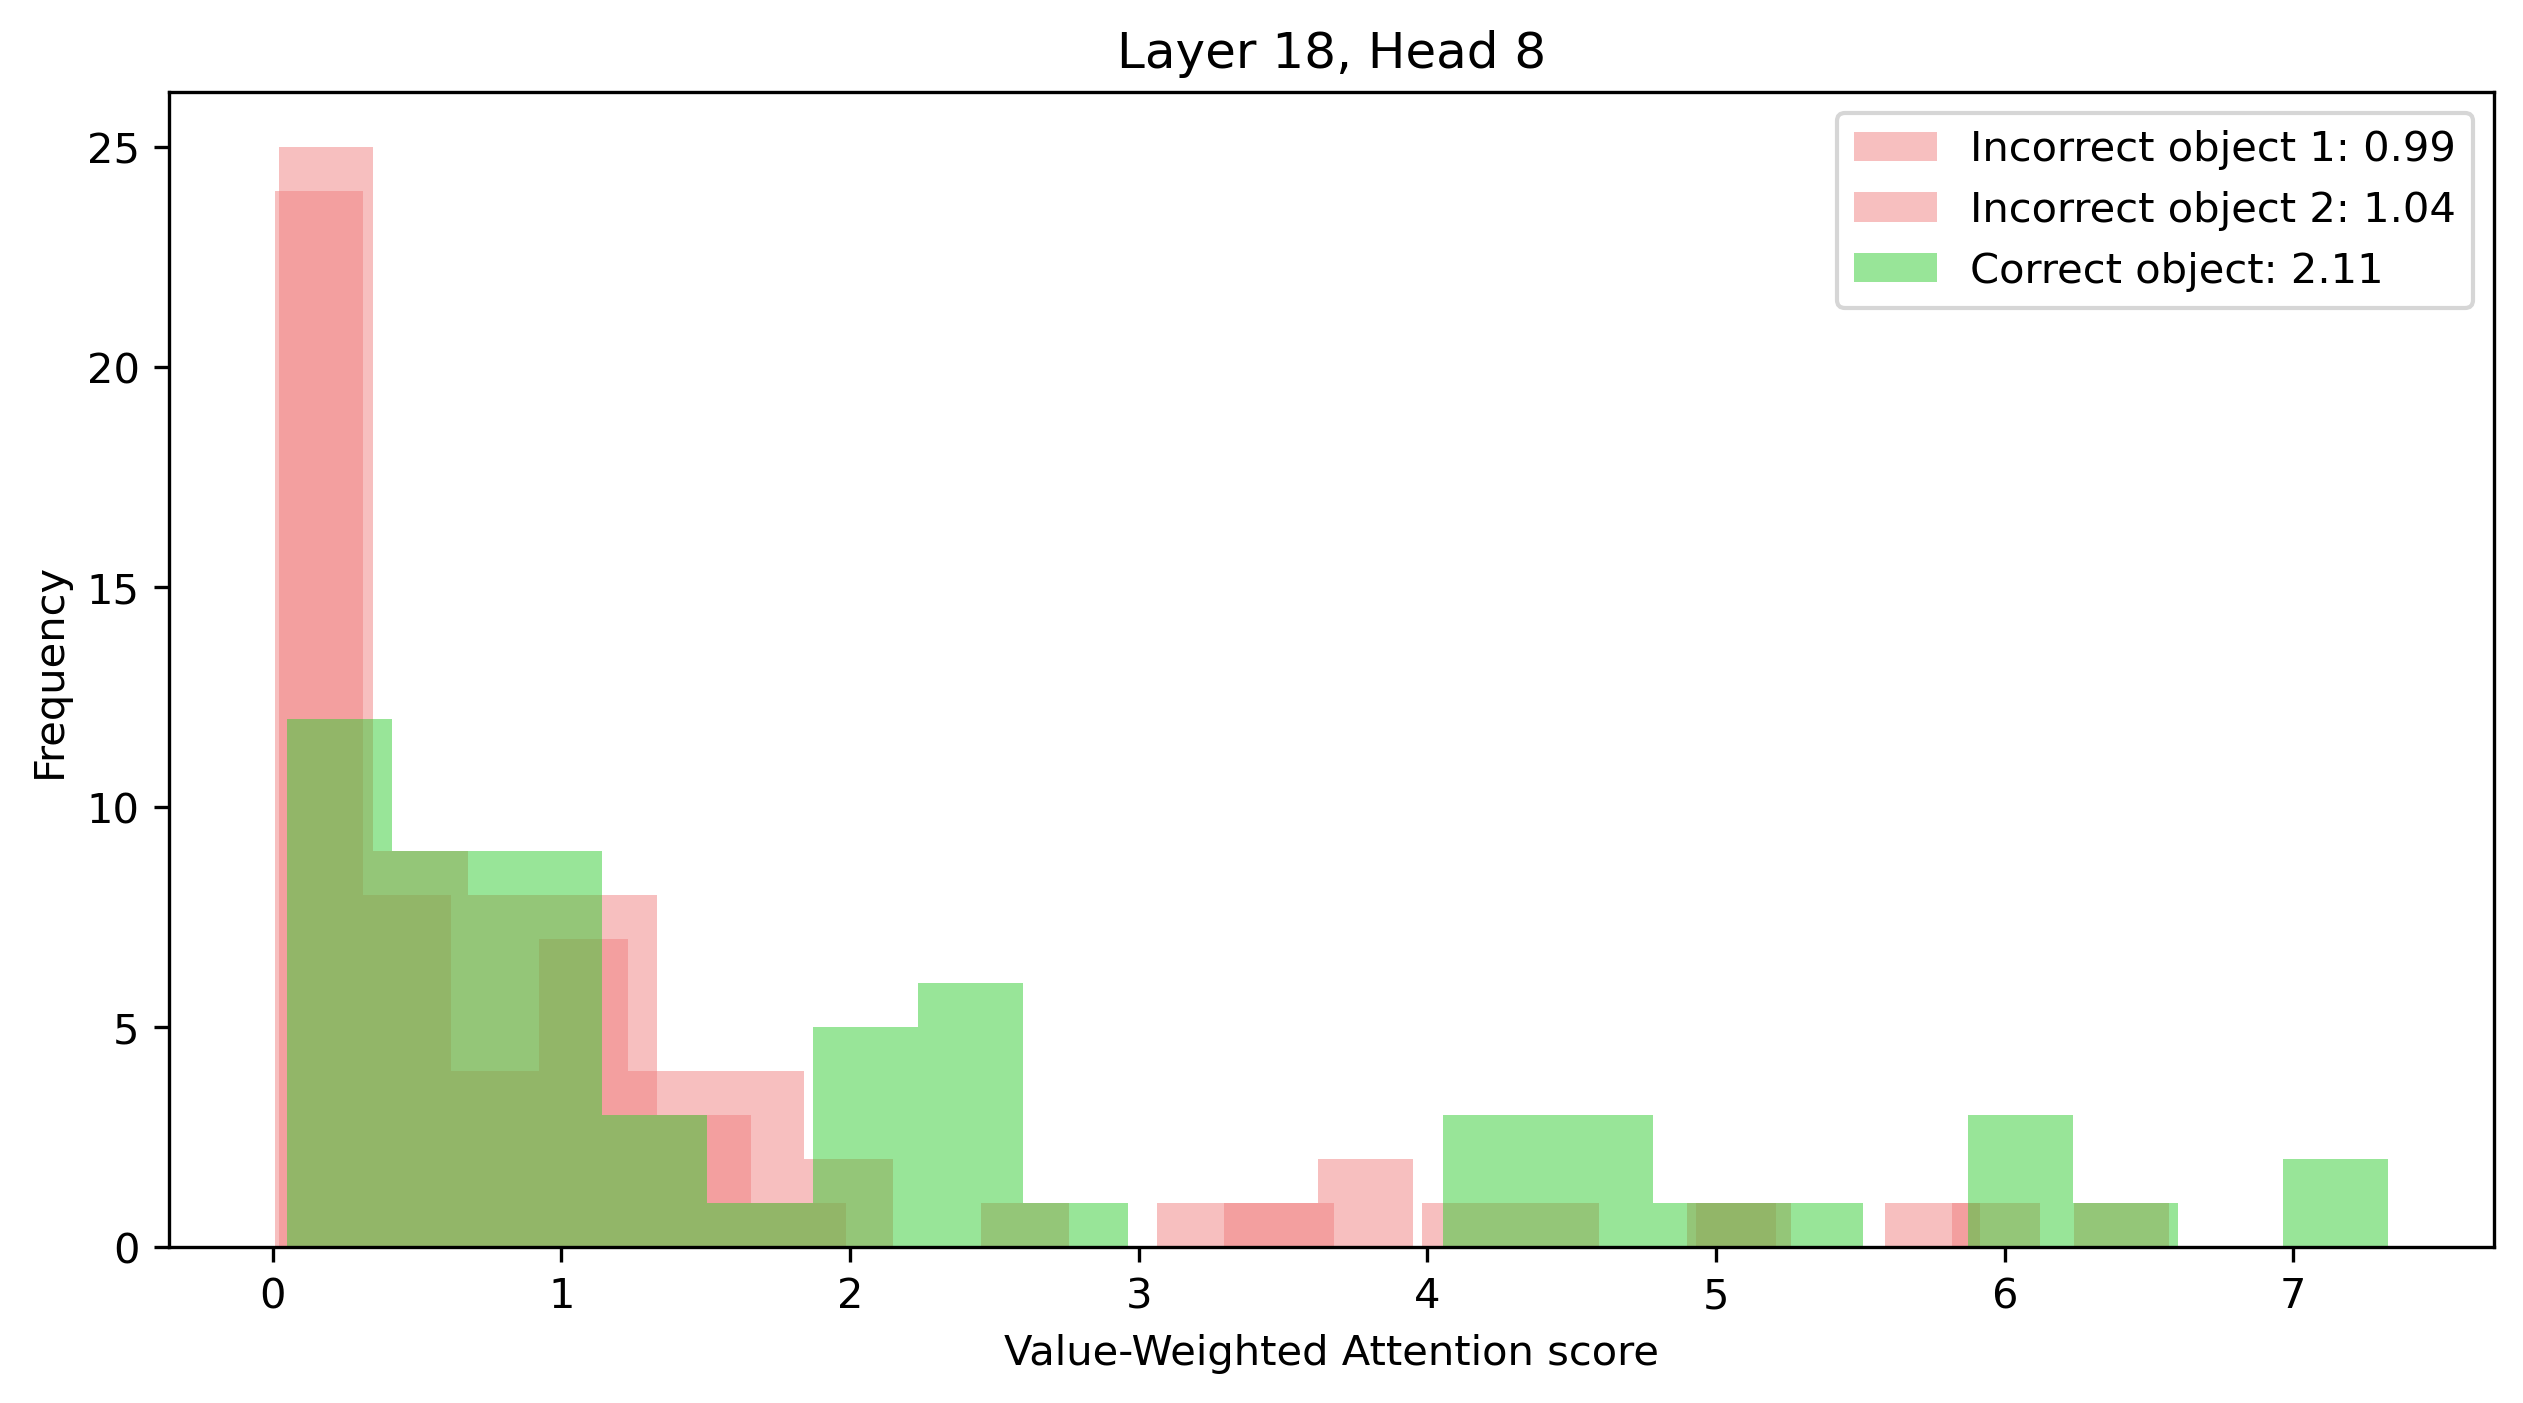 Layer 18, Head 8
Incorrect object 1: 0.99
Incorrect object 2: 1.04
Correct object: 2.11
Frequency
25
20
15
10
5
0
0 1 2 3 4 5 6 7
Value-Weighted Attention score